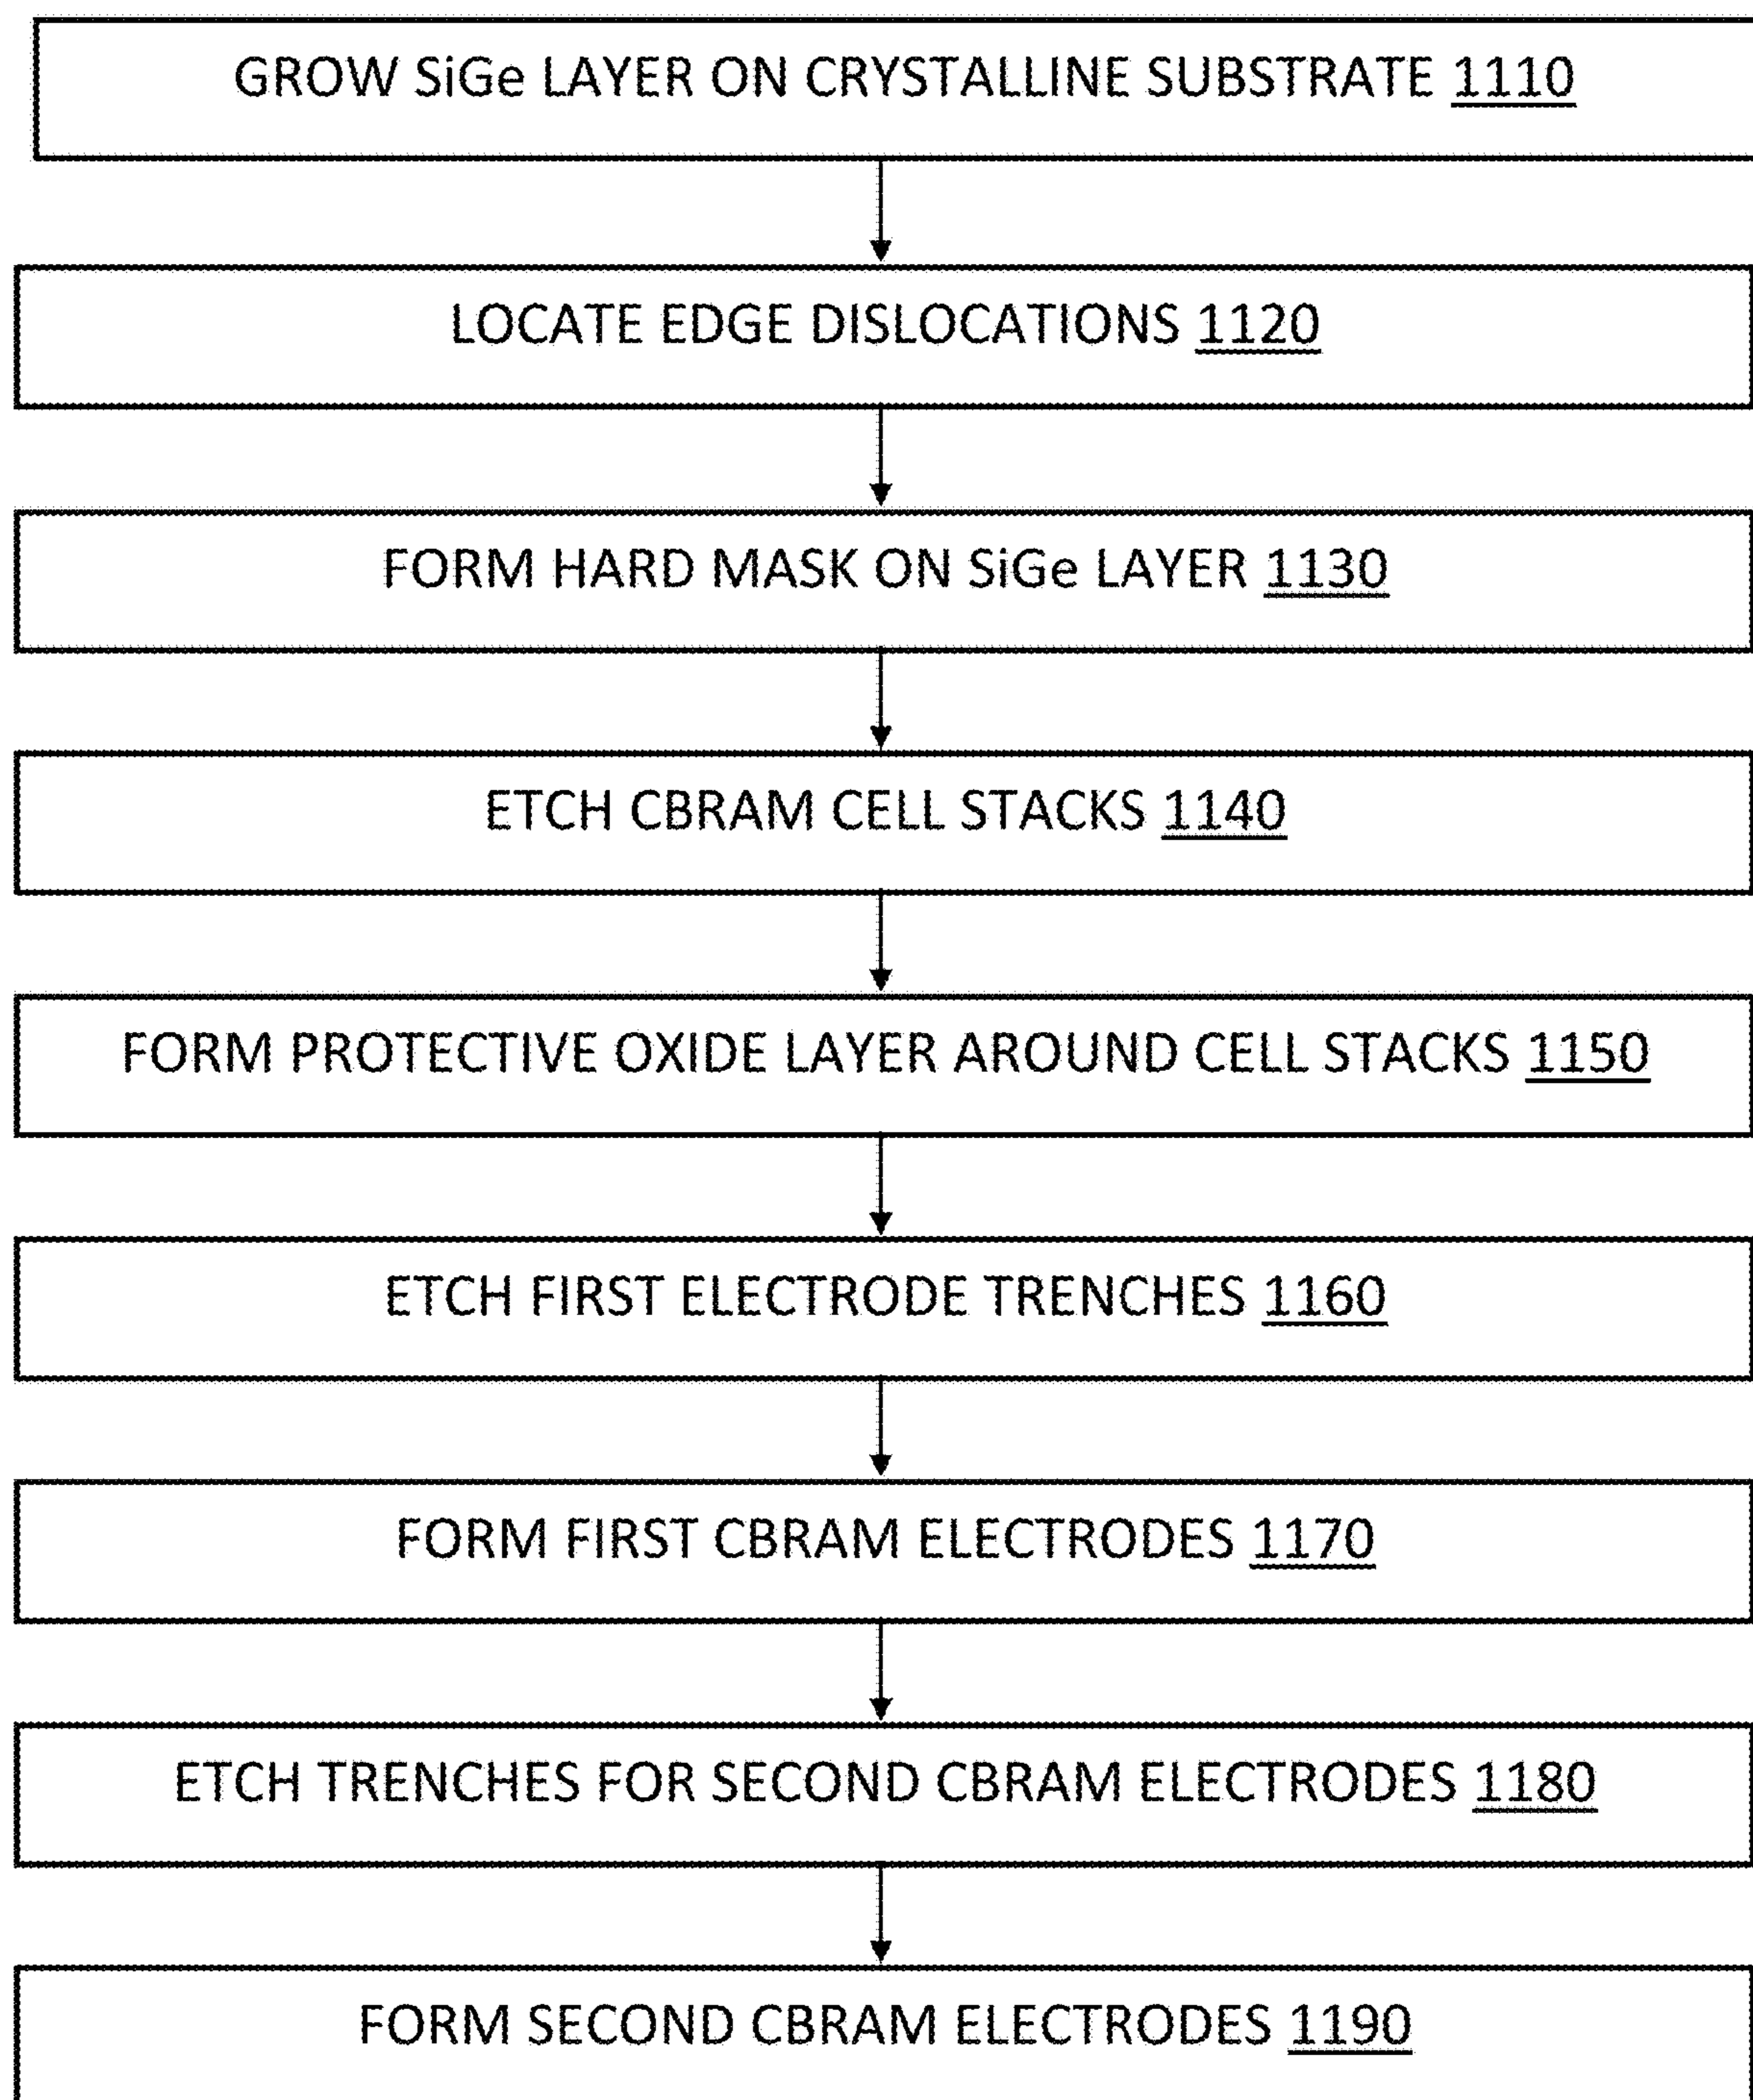 GROW SiGe LAYER ON CRYSTALLINE SUBSTRATE 1110
LOCATE EDGE DISLOCATIONS 1120
FORM HARD MASK ON SiGe LAYER 1130
ETCH CBRAM CELL STACKS 1140
FORM PROTECTIVE OXIDE LAYER AROUND CELL STACKS 1150
ETCH FIRST ELECTRODE TRENCHES 1160
FORM FIRST CBRAM ELECTRODES 1170
ETCH TRENCHES FOR SECOND CBRAM ELECTRODES 1180
FORM SECOND CBRAM ELECTRODES 1190